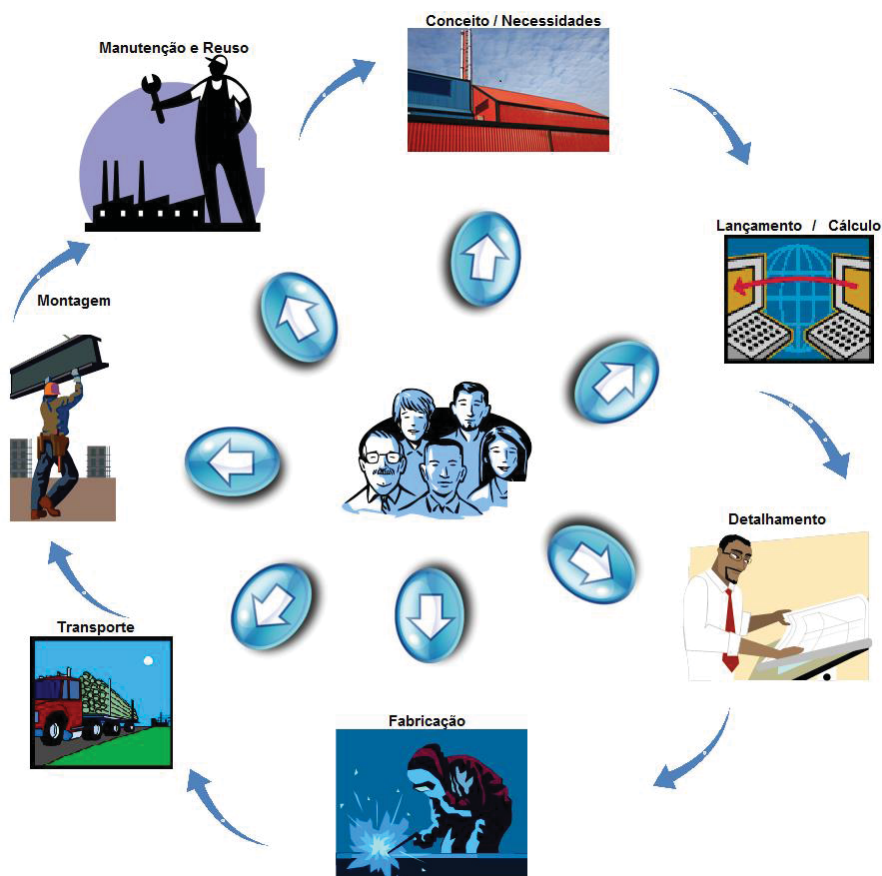 Conceito / Necessidades
Lançamento / Cálculo
Detalhamento
Fabricação
Transporte
Montagem
Manutenção e Reuso